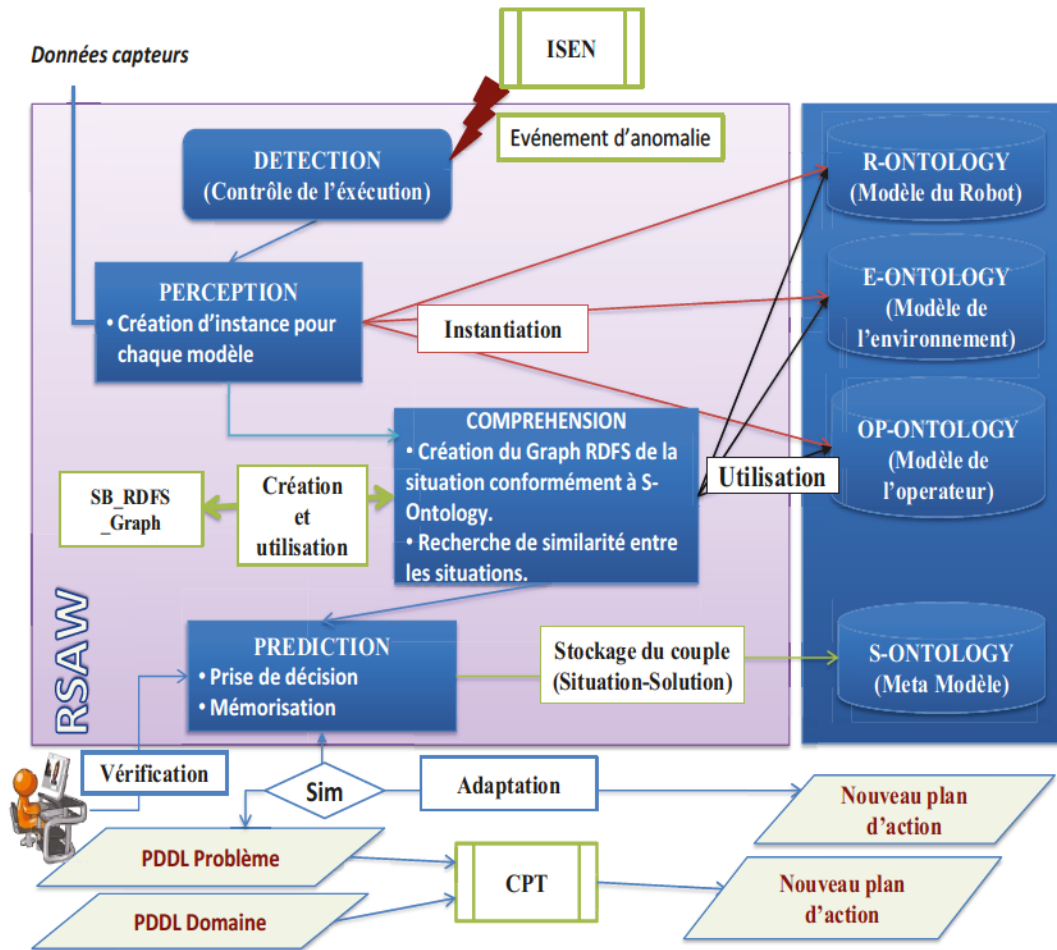 Données capteurs
ISEN
Evénement d'anomalie
DETECTION
(Contrôle de l'éxécution)
R-ONTOLOGY
(Modèle du Robot)
PERCEPTION
• Création d'instance pour
chaque modèle
Instantiation
E-ONTOLOGY
(Modèle de
l'environnement)
COMPREHENSION
• Création du Graph RDFS de la
situation conformément à S-
Ontology.
• Recherche de similarité entre
les situations.
Utilisation
OP-ONTOLOGY
(Modèle de
l'operateur)
SB_RDFS
_Graph
Création
et
utilisation
RSAW
PREDICTION
• Prise de décision
• Mémorisation
Stockage du couple
(Situation-Solution)
S-ONTOLOGY
(Meta Modèle)
Vérification
Sim
Adaptation
Nouveau plan
d'action
PDDL Problème
CPT
PDDL Domaine
Nouveau plan
d'action